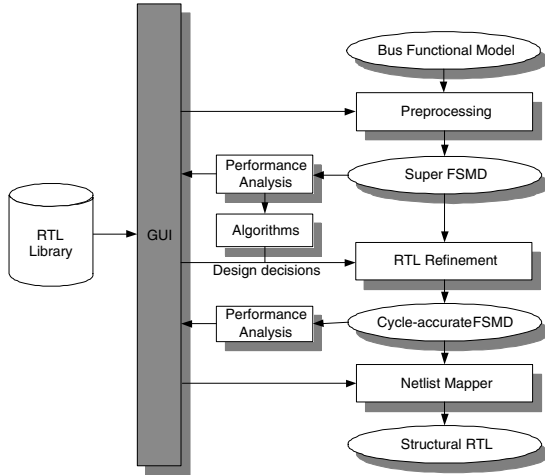 Bus Functional Model
Preprocessing
Performance
Analysis
Super FSMD
RTL
Library
GUI
Algorithms
Design decisions
RTL Refinement
Performance
Analysis
Cycle-accurateFSMD
Netlist Mapper
Structural RTL